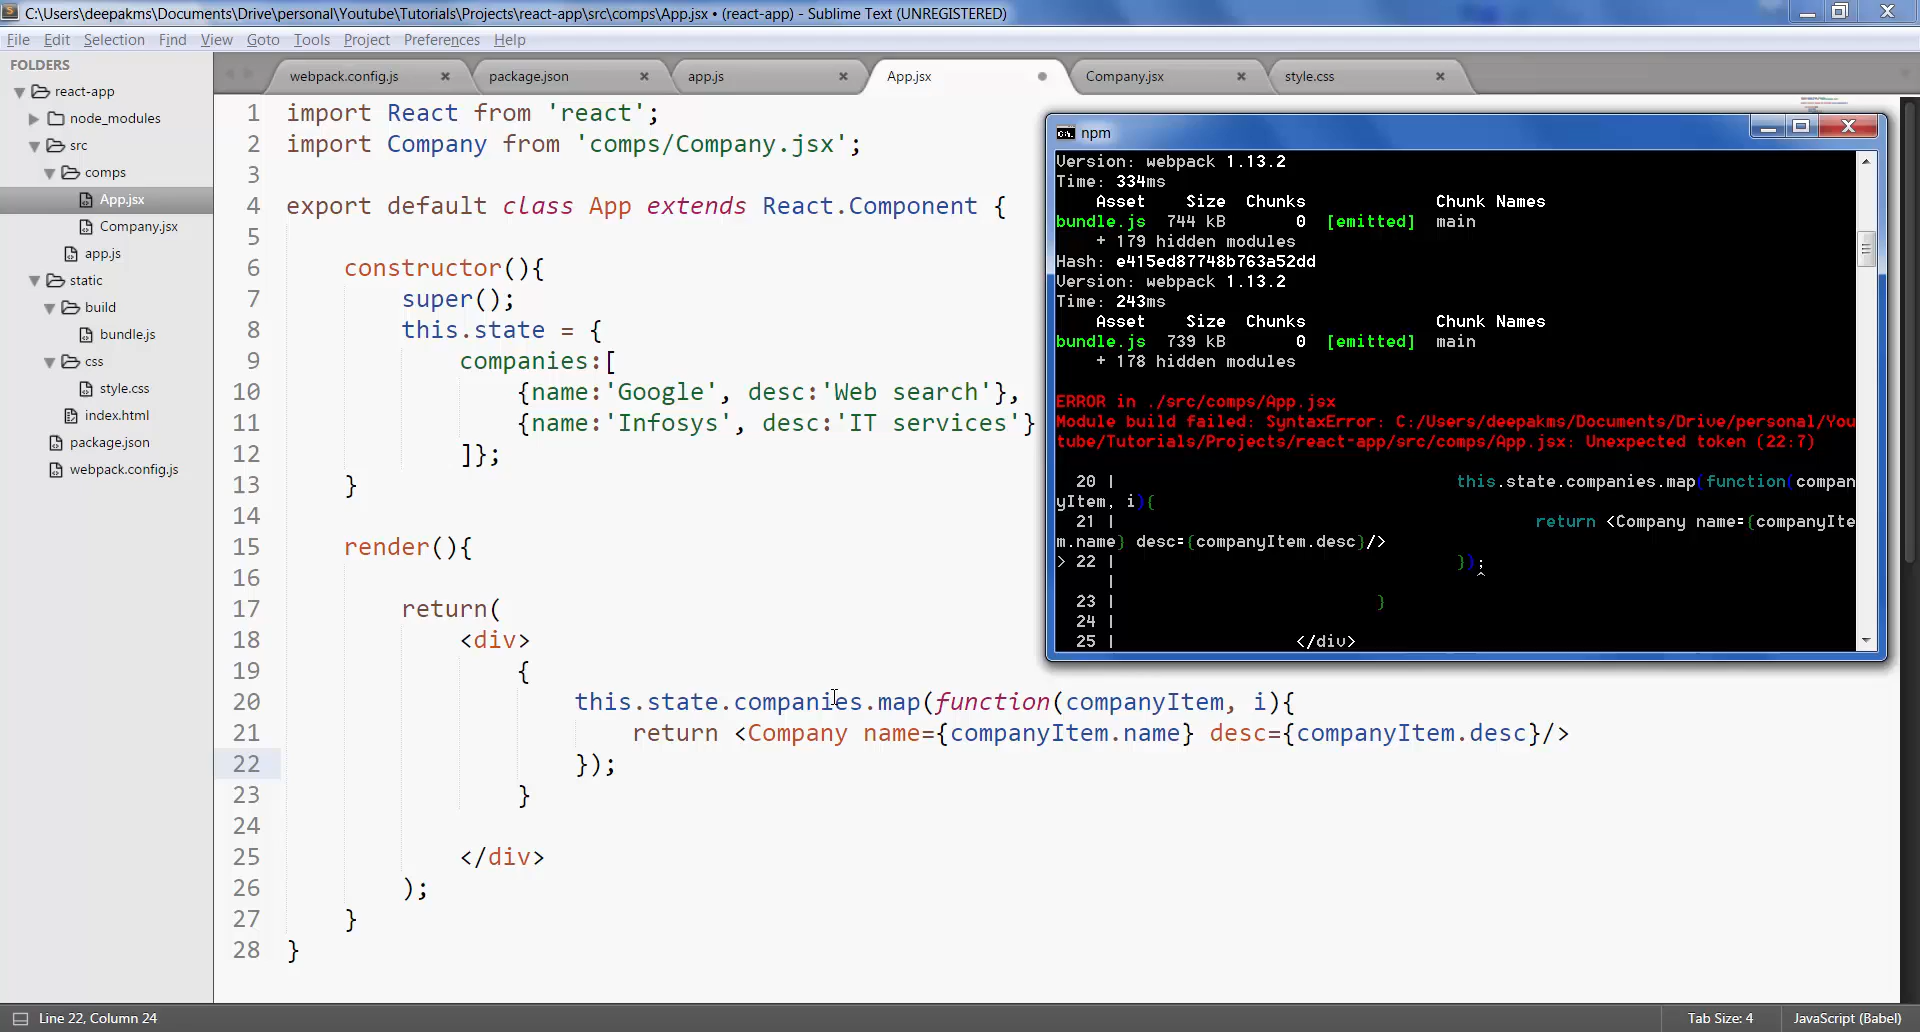 C:\Users\deepakms\Documents\Drive\personal\Youtube\Tutorials\Projects\react-app\src\comps\App.jsx • (react-app) - Sublime Text (UNREGISTERED)
File Edit Selection Find View Goto Tools Project Preferences Help
FOLDERS
react-app
node_modules
src
comps
App.jsx
Company.jsx
app.js
static
build
bundle.js
css
style.css
index.html
package.json
webpack.config.js
webpack.config.js package.json app.js App.jsx Company.jsx style.css
1 import React from 'react';
2 import Company from 'comps/Company.jsx';
3
4 export default class App extends React.Component {
5
6 constructor(){
7 super();
8 this.state = {
9 companies:[
10 {name:'Google', desc:'Web search'},
11 {name:'Infosys', desc:'IT services'}
12 ]};
13 }
14
15 render(){
16
17 return(
18 <div>
19 {
20 this.state.companies.map(function(companyItem, i){
21 return <Company name={companyItem.name} desc={companyItem.desc}/>
22 });
23 }
24
25 </div>
26 );
27 }
28 }
npm
Version: webpack 1.13.2
Time: 334ms
Asset Size Chunks Chunk Names
bundle.js 744 kB 0 [emitted] main
+ 179 hidden modules
Hash: e415ed87748b763a52dd
Version: webpack 1.13.2
Time: 243ms
Asset Size Chunks Chunk Names
bundle.js 739 kB 0 [emitted] main
+ 178 hidden modules
ERROR in ./src/comps/App.jsx
Module build failed: SyntaxError: C:/Users/deepakms/Documents/Drive/personal/You
tube/Tutorials/Projects/react-app/src/comps/App.jsx: Unexpected token (22:7)
20 | this.state.companies.map(function(compan
yItem, i){
21 | return <Company name={companyIte
m.name} desc={companyItem.desc}/>
> 22 | });
| ^
23 | }
24 |
25 | </div>
Line 22, Column 24
Tab Size: 4 JavaScript (Babel)